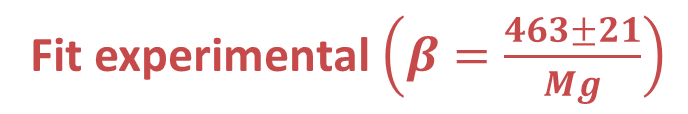 Fit experimental (β = 463±21/Mg)